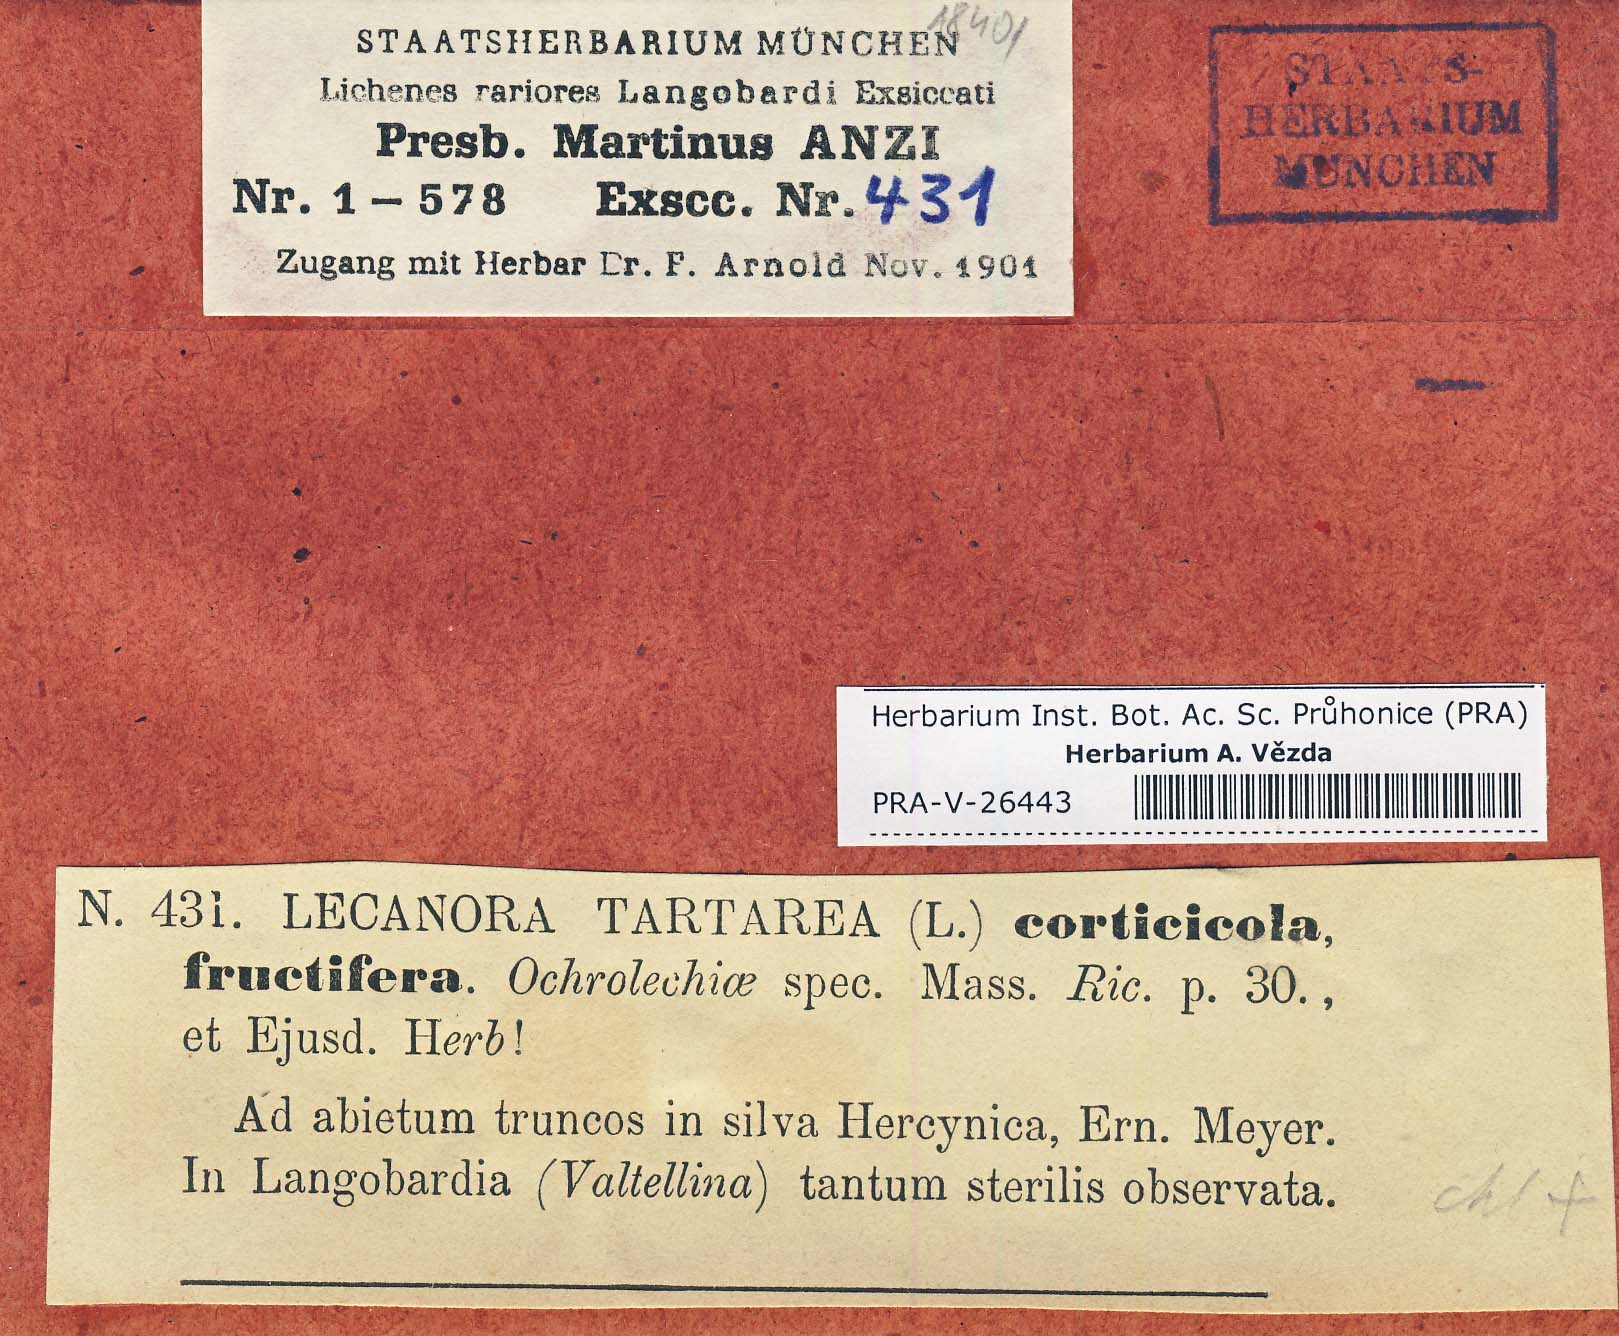 18401
STAATSHERBARIUM MÜNCHEN
Lichenes rariores Langobardi Exsiccati
Presb. Martinus ANZI
Nr. 1 – 578 Exscc. Nr. 431
Zugang mit Herbar Dr. F. Arnold Nov. 1901
STAATS-
HERBARIUM
MÜNCHEN
Herbarium Inst. Bot. Ac. Sc. Průhonice (PRA)
Herbarium A. Vězda
PRA-V-26443
N. 431. LECANORA TARTAREA (L.) corticicola,
fructifera. Ochrolechiæ spec. Mass. Ric. p. 30.,
et Ejusd. Herb!
Ad abietum truncos in silva Hercynica, Ern. Meyer.
In Langobardia (Valtellina) tantum sterilis observata.
chl +